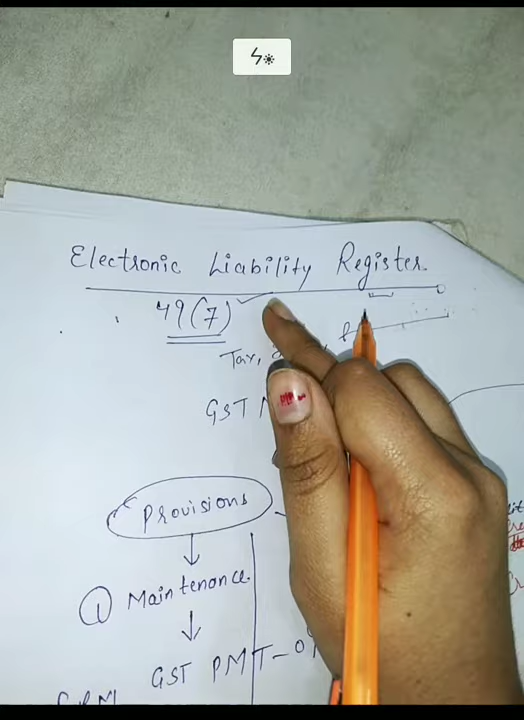 Electronic Liability Register
49(7)
Tax,
GST
Provisions
① Maintenance
GST PMT-0